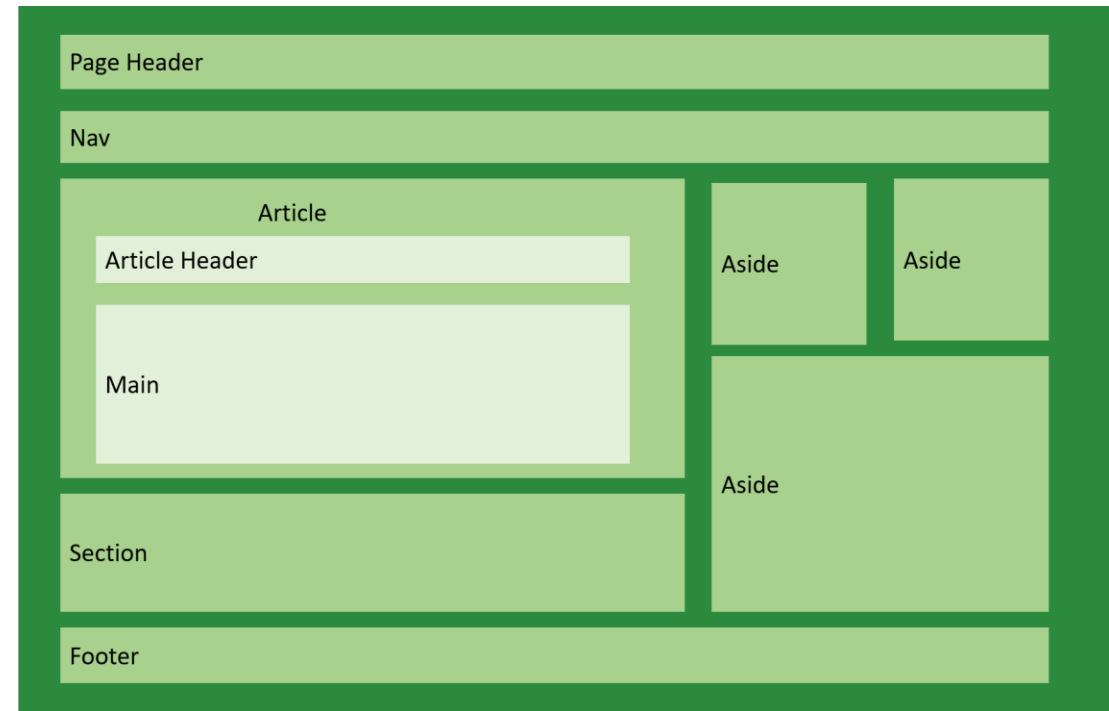 Page Header
Nav
Article
Article Header
Main
Section
Aside
Aside
Aside
Footer